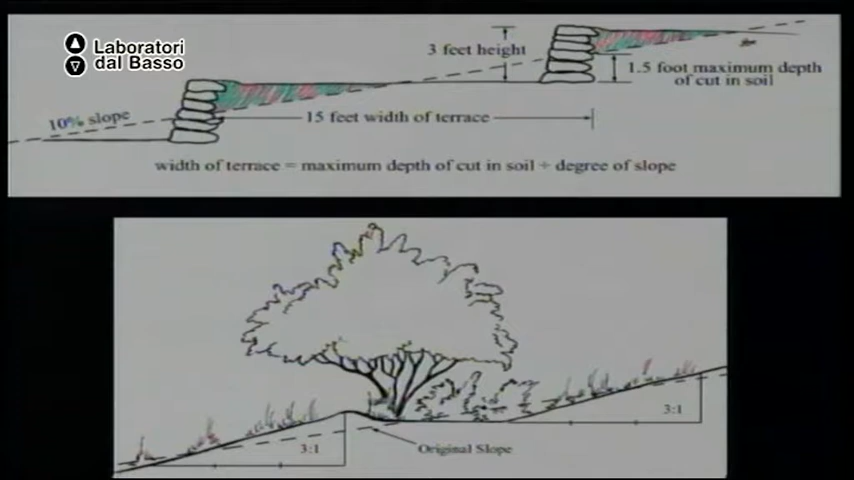 Laboratori
dal Basso
3 feet height
1.5 foot maximum depth
of cut in soil
10% slope
15 feet width of terrace
width of terrace = maximum depth of cut in soil ÷ degree of slope
3:1
3:1
Original Slope